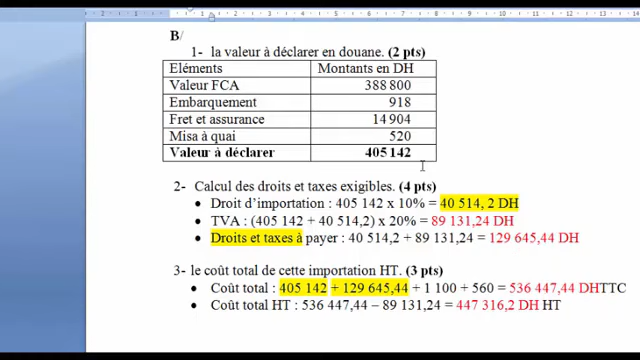 B/
1- la valeur à déclarer en douane. (2 pts)
Eléments Montants en DH
Valeur FCA 388 800
Embarquement 918
Fret et assurance 14 904
Misa à quai 520
Valeur à déclarer 405 142
2- Calcul des droits et taxes exigibles. (4 pts)
• Droit d'importation : 405 142 x 10% = 40 514, 2 DH
• TVA : (405 142 + 40 514,2) x 20% = 89 131,24 DH
• Droits et taxes à payer : 40 514,2 + 89 131,24 = 129 645,44 DH
3- le coût total de cette importation HT. (3 pts)
• Coût total : 405 142 + 129 645,44 + 1 100 + 560 = 536 447,44 DHTTC
• Coût total HT : 536 447,44 – 89 131,24 = 447 316,2 DH HT